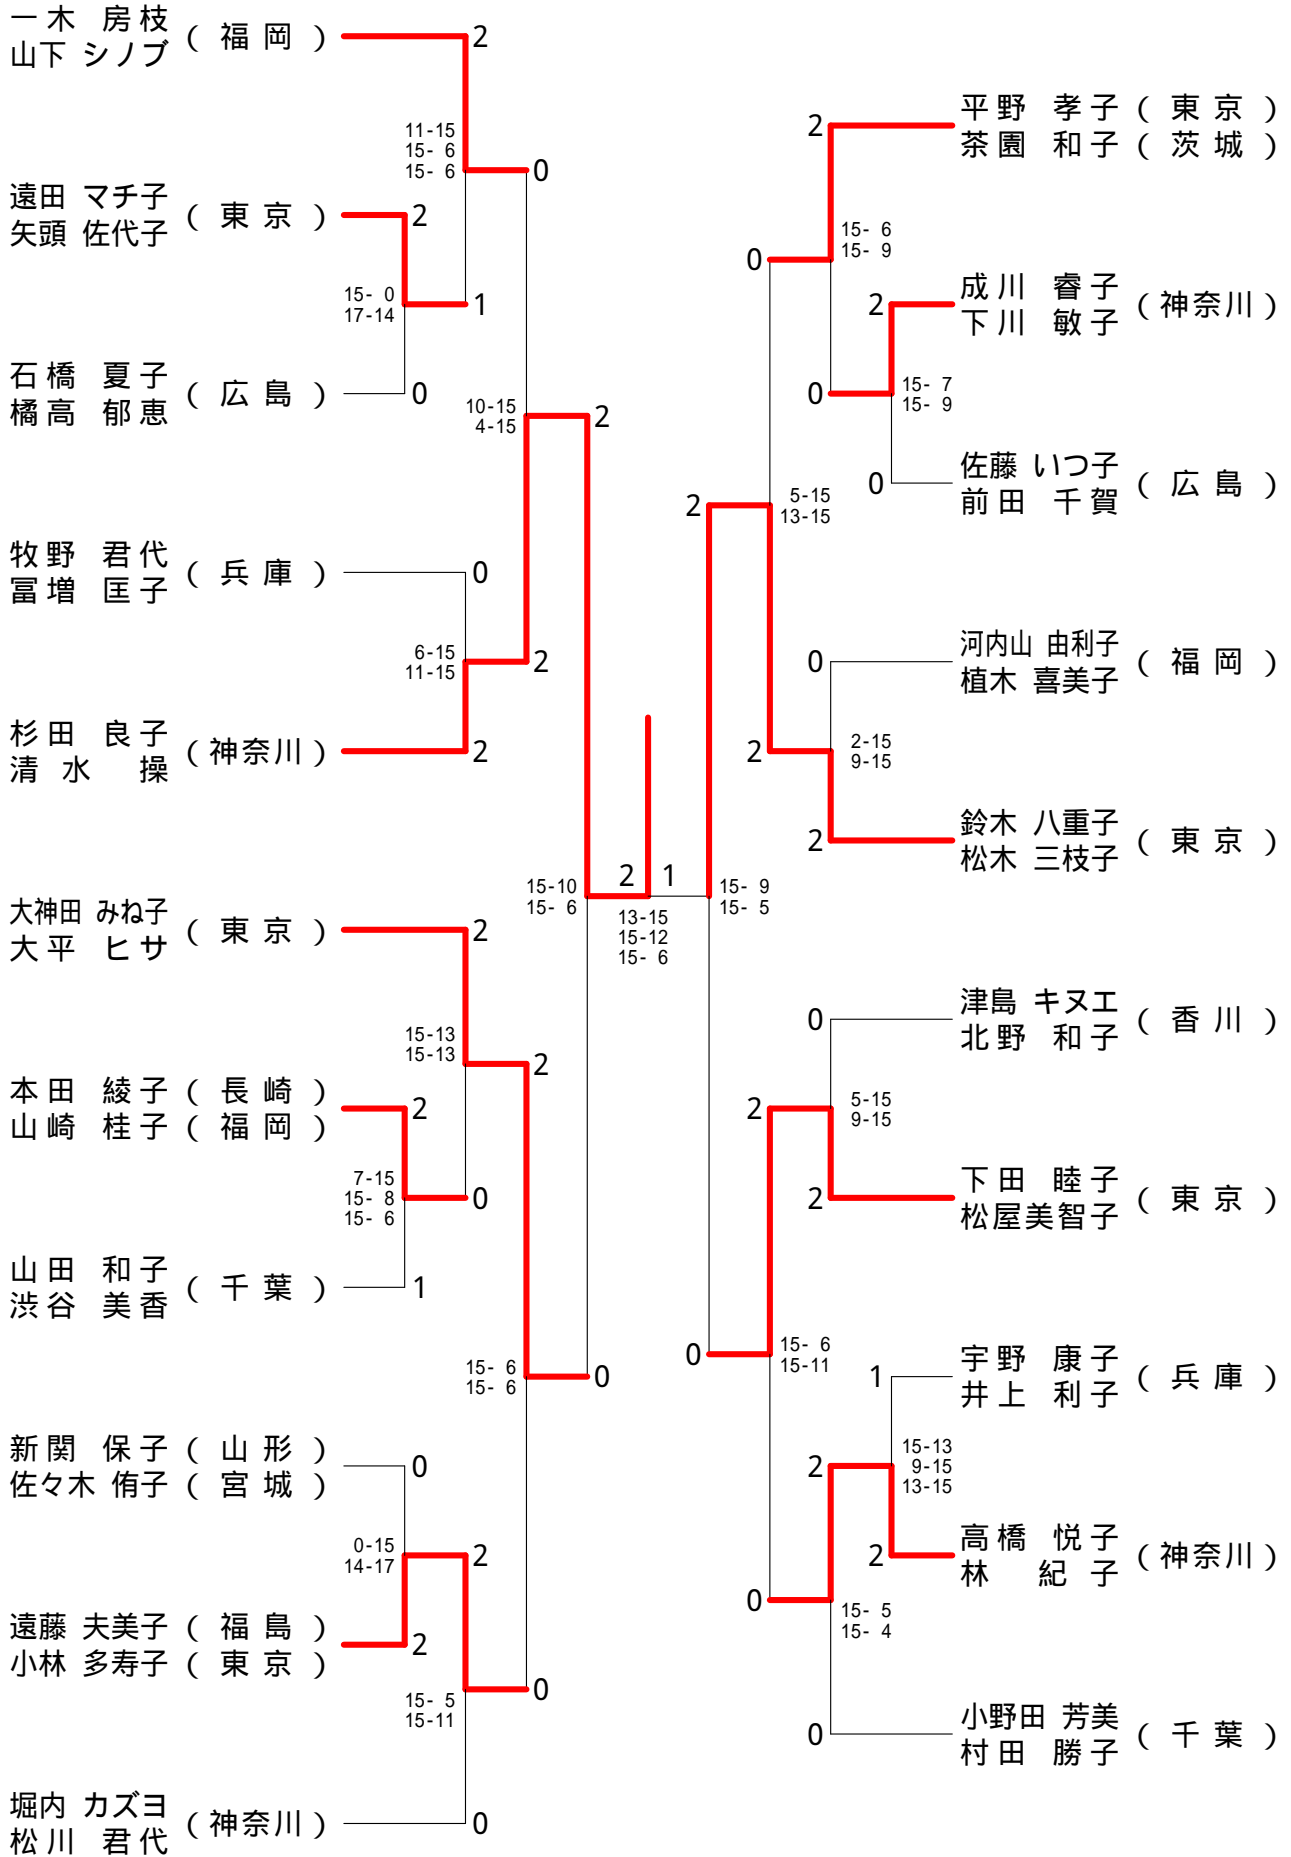 一木 房枝
山下 シノブ
( 福岡 )
2
11-15
15- 6
15- 6
0
遠田 マチ子
矢頭 佐代子
( 東京 )
2
15- 0
17-14
1
石橋 夏子
橘高 郁恵
( 広島 )
0
10-15
4-15
2
牧野 君代
冨増 匡子
( 兵庫 )
0
6-15
11-15
2
杉田 良子
清水 操
(神奈川)
2
大神田 みね子
大平 ヒサ
( 東京 )
2
15-10
15- 6
15-13
15-13
2
本田 綾子 ( 長崎 )
山崎 桂子 ( 福岡 )
2
7-15
15- 8
15- 6
0
山田 和子
渋谷 美香
( 千葉 )
1
15- 6
15- 6
0
新関 保子 ( 山形 )
佐々木 侑子 ( 宮城 )
0
0-15
14-17
2
遠藤 夫美子 ( 福島 )
小林 多寿子 ( 東京 )
2
15- 5
15-11
0
堀内 カズヨ
松川 君代
(神奈川)
0
2 1
13-15
15-12
15- 6
平野 孝子 ( 東京 )
茶園 和子 ( 茨城 )
2
15- 6
15- 9
0
成川 睿子
下川 敏子
(神奈川)
2
15- 7
15- 9
0
佐藤 いつ子
前田 千賀
( 広島 )
0
5-15
13-15
2
河内山 由利子
植木 喜美子
( 福岡 )
0
2-15
9-15
2
鈴木 八重子
松木 三枝子
( 東京 )
2
15- 9
15- 5
津島 キヌエ
北野 和子
( 香川 )
0
5-15
9-15
2
下田 睦子
松屋美智子
( 東京 )
2
15- 6
15-11
0
宇野 康子
井上 利子
( 兵庫 )
1
15-13
9-15
13-15
2
高橋 悦子
林 紀子
(神奈川)
2
15- 5
15- 4
0
小野田 芳美
村田 勝子
( 千葉 )
0